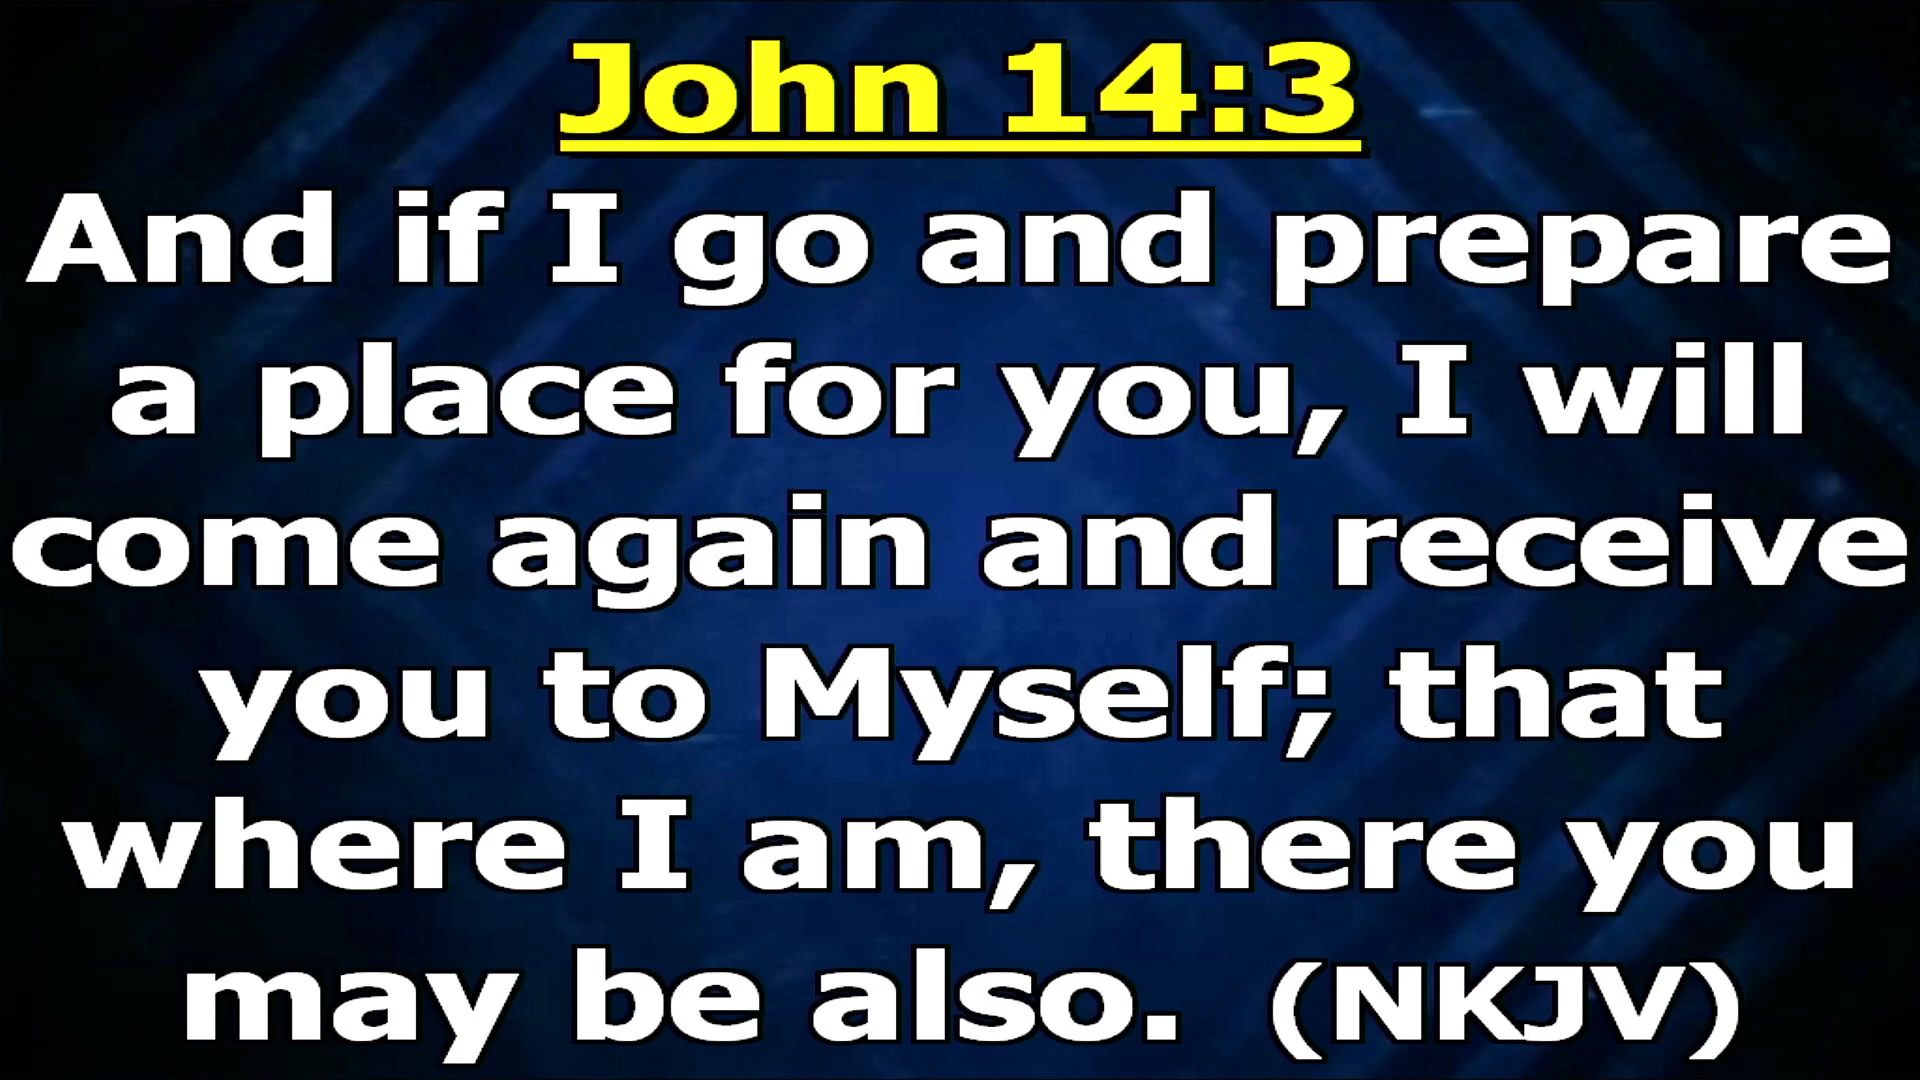 John 14:3
And if I go and prepare
a place for you, I will
come again and receive
you to Myself; that
where I am, there you
may be also. (NKJV)